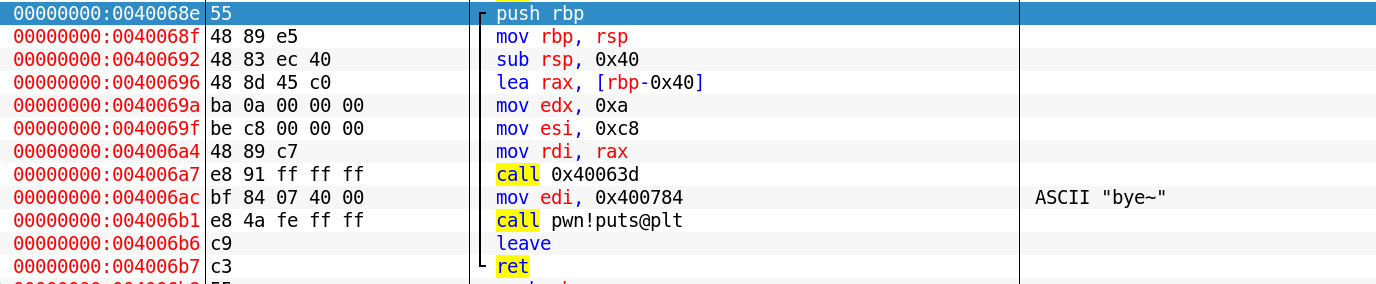 00000000:0040068e 55 push rbp
00000000:0040068f 48 89 e5 mov rbp, rsp
00000000:00400692 48 83 ec 40 sub rsp, 0x40
00000000:00400696 48 8d 45 c0 lea rax, [rbp-0x40]
00000000:0040069a ba 0a 00 00 00 mov edx, 0xa
00000000:0040069f be c8 00 00 00 mov esi, 0xc8
00000000:004006a4 48 89 c7 mov rdi, rax
00000000:004006a7 e8 91 ff ff ff call 0x40063d
00000000:004006ac bf 84 07 40 00 mov edi, 0x400784 ASCII "bye~"
00000000:004006b1 e8 4a fe ff ff call pwn!puts@plt
00000000:004006b6 c9 leave
00000000:004006b7 c3 ret